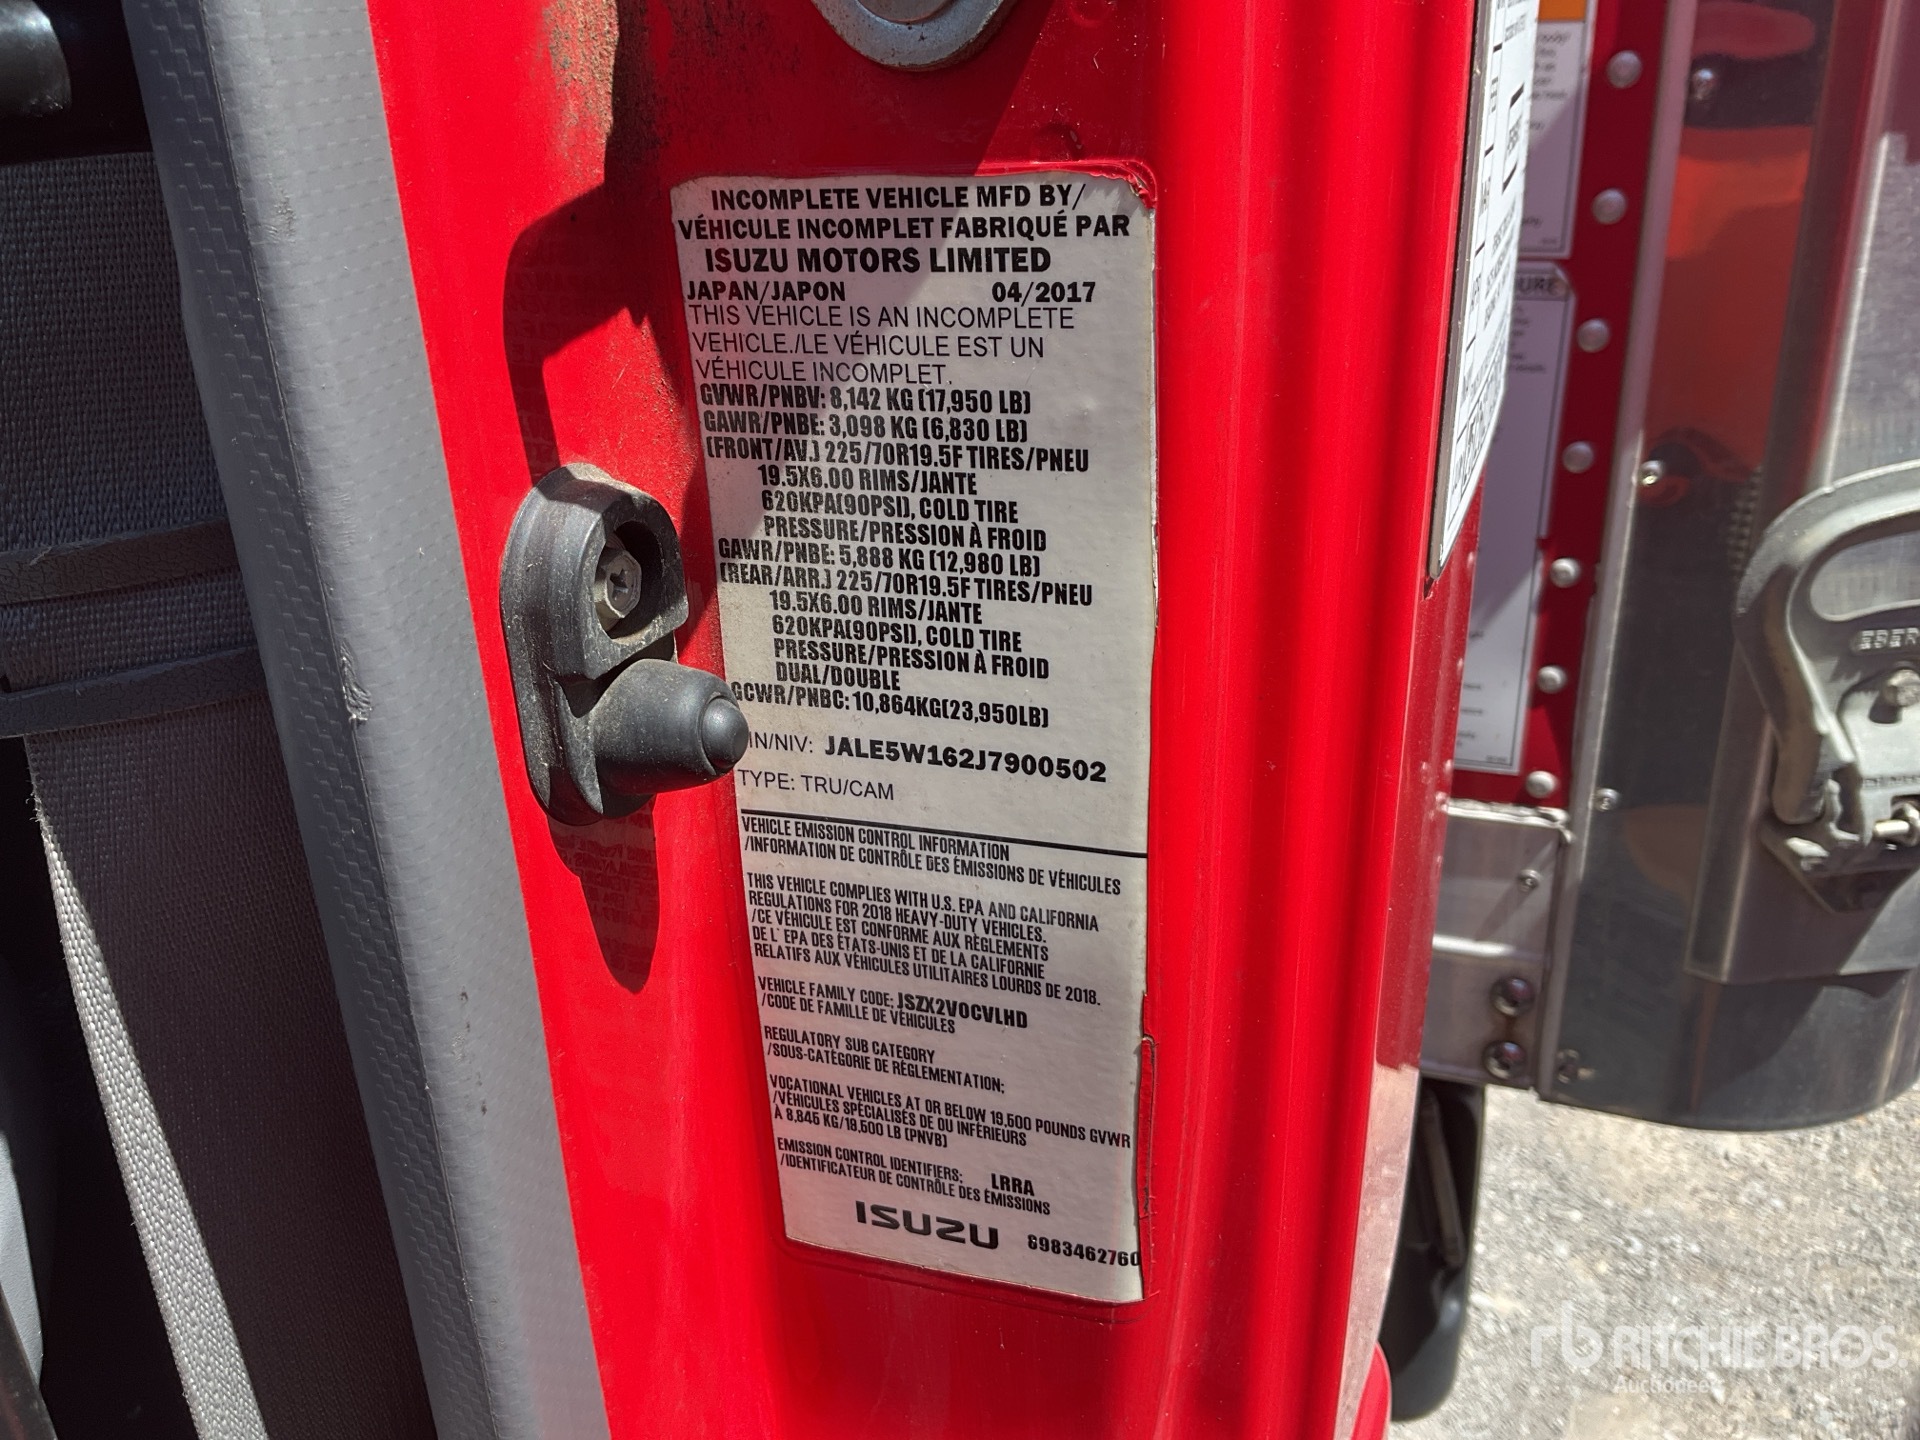 INCOMPLETE VEHICLE MFD BY/
VÉHICULE INCOMPLET FABRIQUÉ PAR
ISUZU MOTORS LIMITED
JAPAN/JAPON 04/2017
THIS VEHICLE IS AN INCOMPLETE
VEHICLE./LE VÉHICULE EST UN
VÉHICULE INCOMPLET.
GVWR/PNBV: 8,142 KG (17,950 LB)
GAWR/PNBE: 3,098 KG (6,830 LB)
(FRONT/AV.) 225/70R19.5F TIRES/PNEU
19.5X6.00 RIMS/JANTE
620KPA(90PSI), COLD TIRE
PRESSURE/PRESSION À FROID
GAWR/PNBE: 5,888 KG (12,980 LB)
(REAR/ARR.) 225/70R19.5F TIRES/PNEU
19.5X6.00 RIMS/JANTE
620KPA(90PSI), COLD TIRE
PRESSURE/PRESSION À FROID
DUAL/DOUBLE
GCWR/PNBC: 10,864KG(23,950LB)
IN/NIV: JALE5W162J7900502
TYPE: TRU/CAM
VEHICLE EMISSION CONTROL INFORMATION
/INFORMATION DE CONTRÔLE DES ÉMISSIONS DE VÉHICULES
THIS VEHICLE COMPLIES WITH U.S. EPA AND CALIFORNIA
REGULATIONS FOR 2018 HEAVY-DUTY VEHICLES.
/CE VÉHICULE EST CONFORME AUX RÈGLEMENTS
DE L' EPA DES ÉTATS-UNIS ET DE LA CALIFORNIE
RELATIFS AUX VÉHICULES UTILITAIRES LOURDS DE 2018.
VEHICLE FAMILY CODE: JSZX2VOCVLHD
/CODE DE FAMILLE DE VÉHICULES
REGULATORY SUB CATEGORY
/SOUS-CATÉGORIE DE RÈGLEMENTATION:
VOCATIONAL VEHICLES AT OR BELOW 19,500 POUNDS GVWR
/VÉHICULES SPÉCIALISÉS DE OU INFÉRIEURS
À 8,845 KG/19,500 LB (PNVB)
EMISSION CONTROL IDENTIFIERS: LRRA
/IDENTIFICATEUR DE CONTRÔLE DES ÉMISSIONS
ISUZU 8983462760
rb RITCHIE BROS.
Auctioneers